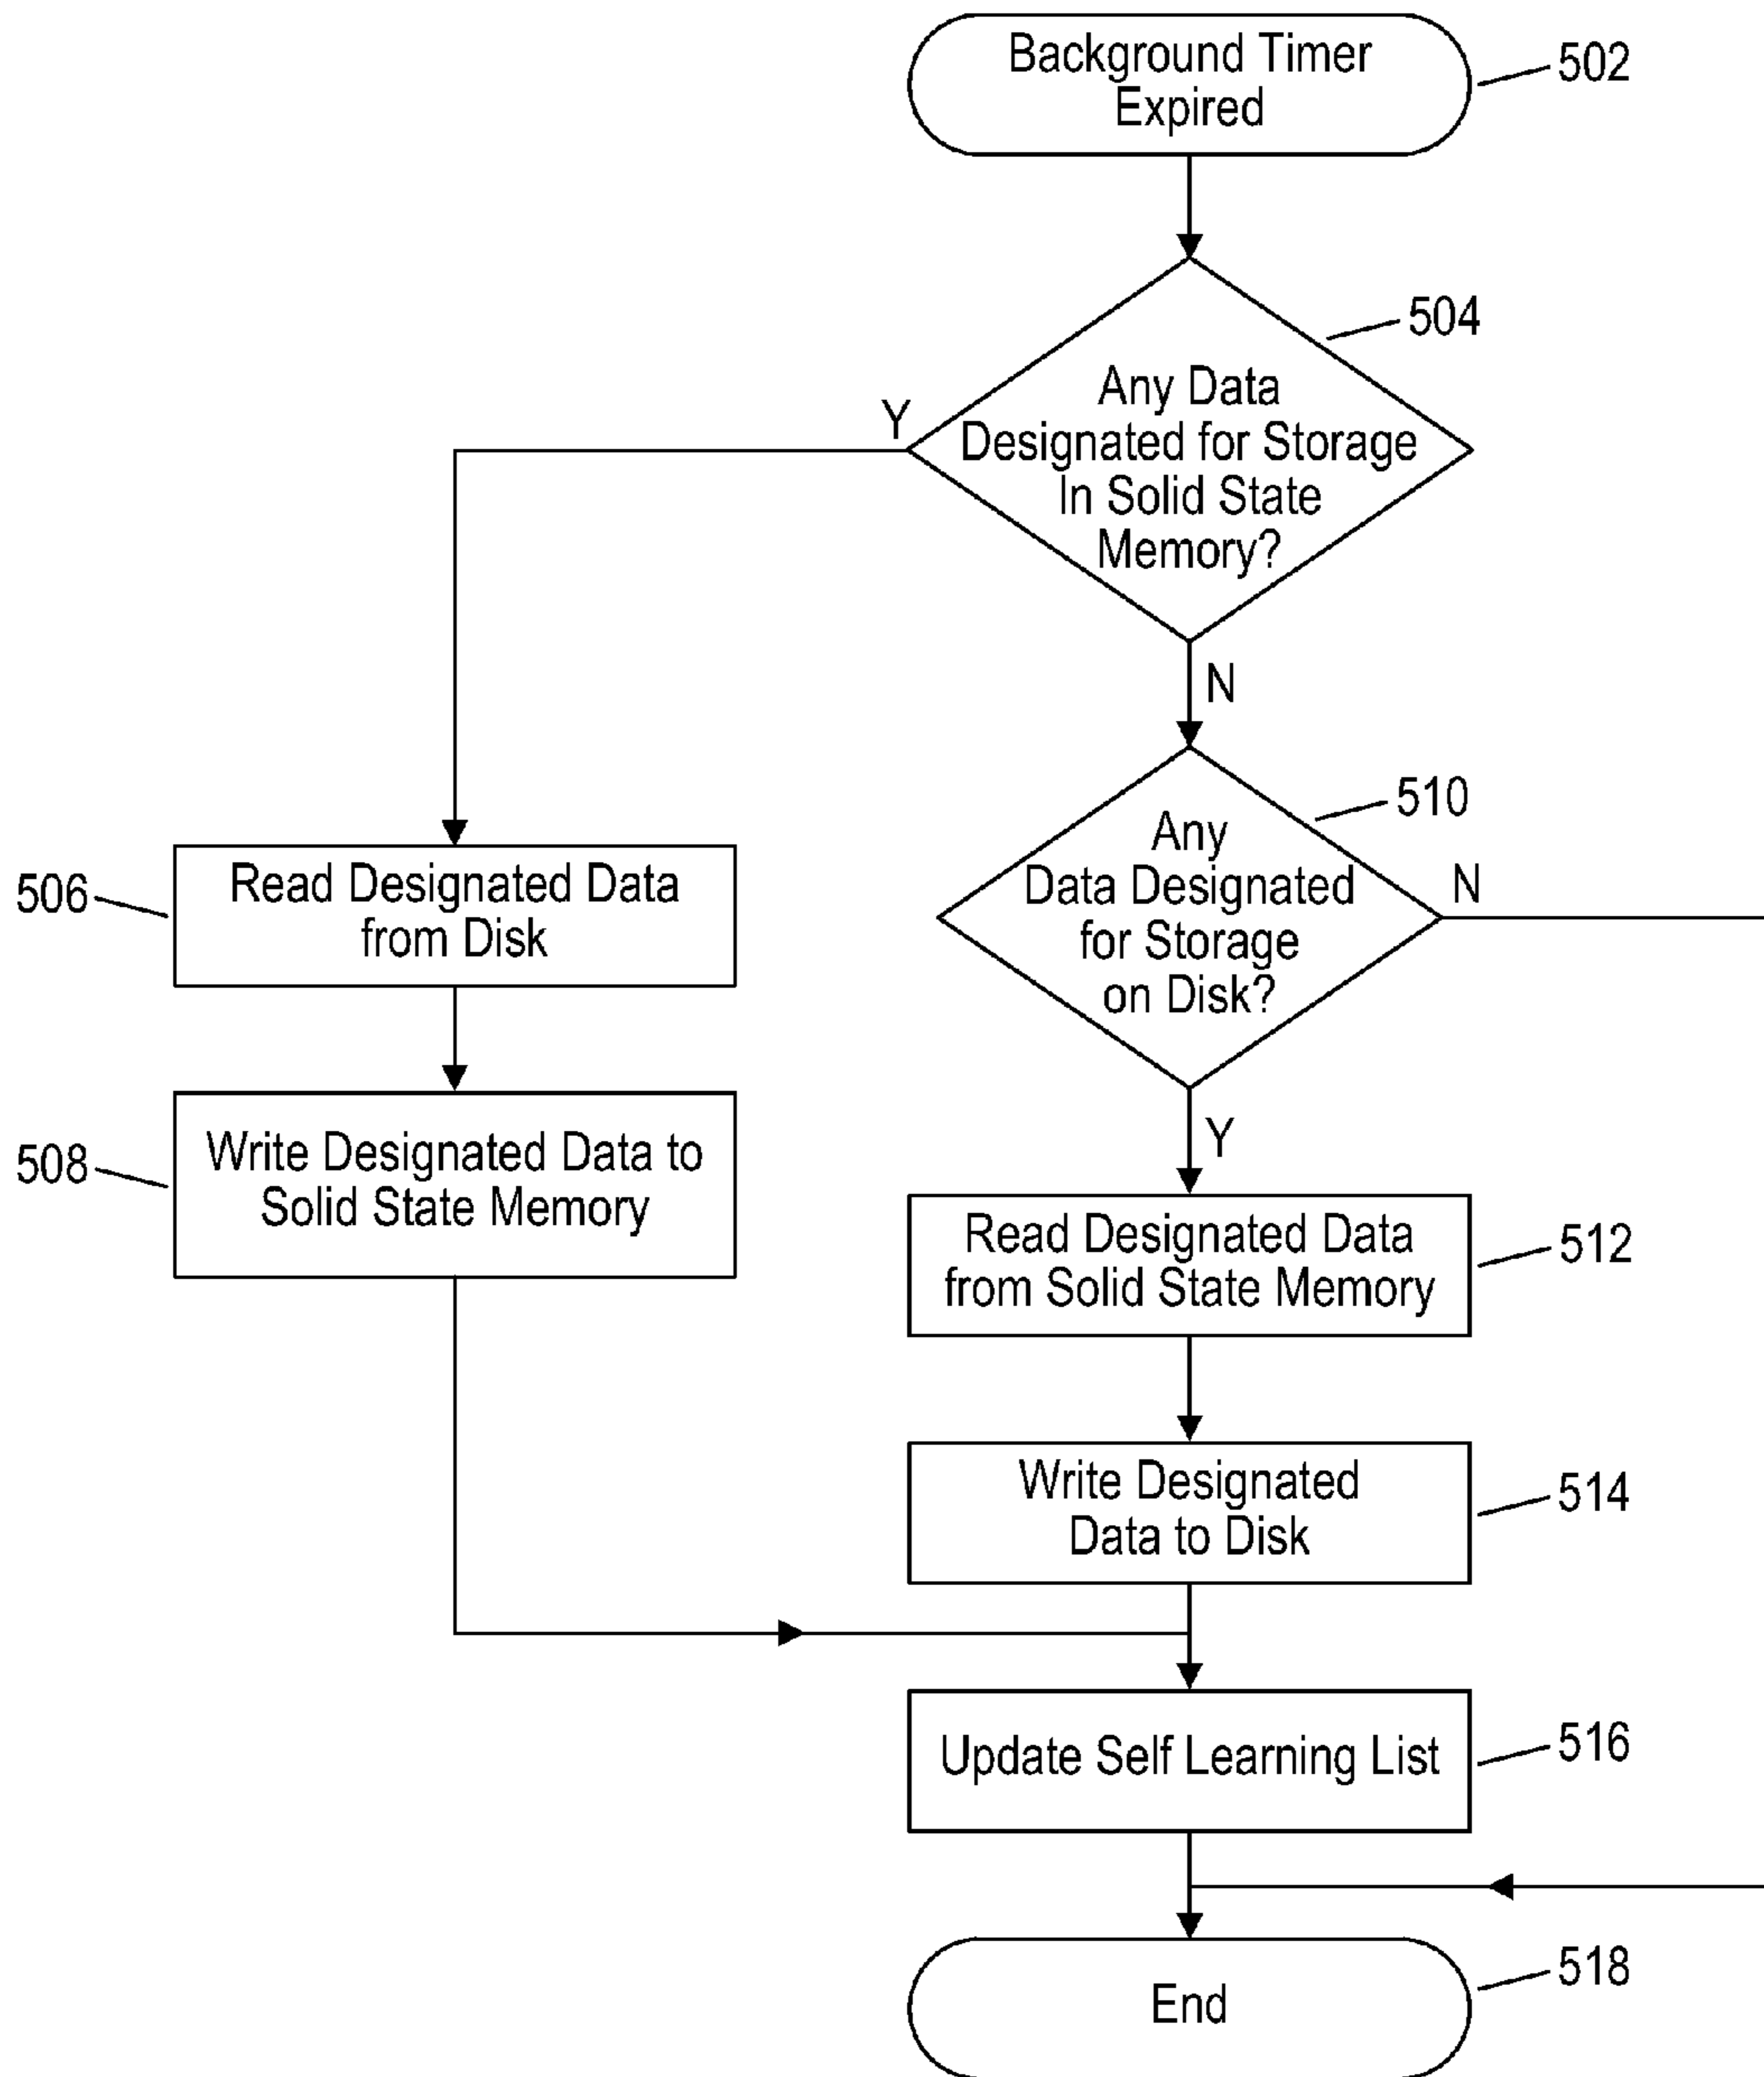 Background Timer
Expired
502
504
Any Data
Designated for Storage
In Solid State
Memory?
Y
N
510
Any
Data Designated
for Storage
on Disk?
N
506
Read Designated Data
from Disk
Y
508
Write Designated Data to
Solid State Memory
Read Designated Data
from Solid State Memory
512
Write Designated
Data to Disk
514
Update Self Learning List
516
End
518